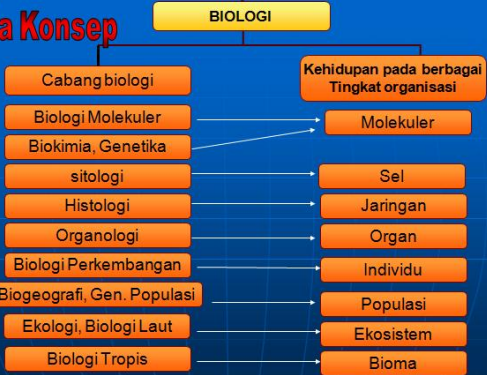 a Konsep
BIOLOGI
Cabang biologi
Kehidupan pada berbagai
Tingkat organisasi
Biologi Molekuler
Molekuler
Biokimia, Genetika
sitologi
Sel
Histologi
Jaringan
Organologi
Organ
Biologi Perkembangan
Individu
Biogeografi, Gen. Populasi
Populasi
Ekologi, Biologi Laut
Ekosistem
Biologi Tropis
Bioma